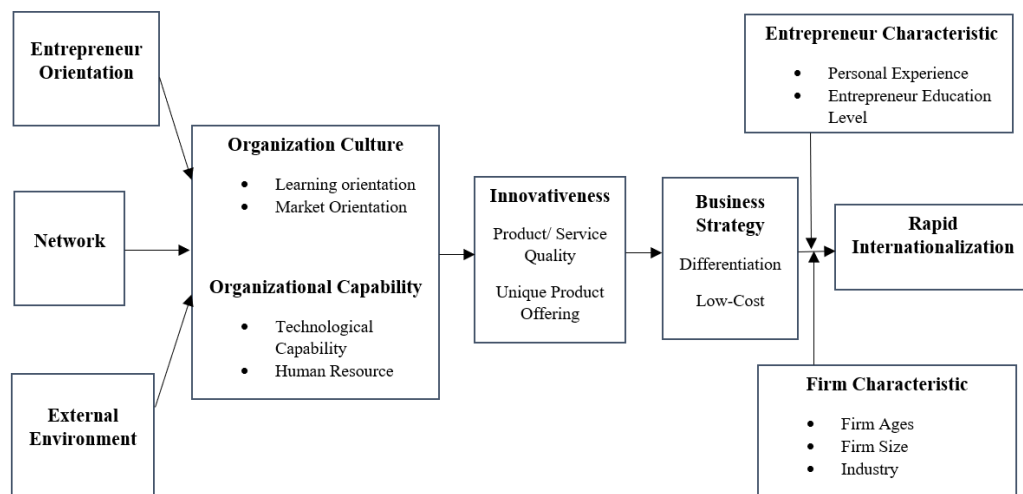 Entrepreneur
Orientation
Network
External
Environment
Organization Culture
• Learning orientation
• Market Orientation
Organizational Capability
• Technological
Capability
• Human Resource
Innovativeness
Product/ Service
Quality
Unique Product
Offering
Business
Strategy
Differentiation
Low-Cost
Entrepreneur Characteristic
• Personal Experience
• Entrepreneur Education
Level
Rapid
Internationalization
Firm Characteristic
• Firm Ages
• Firm Size
• Industry